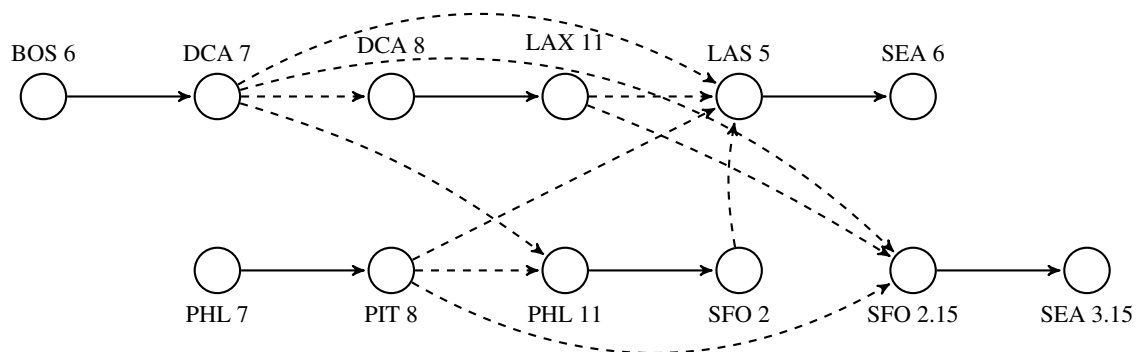 BOS 6
DCA 7
DCA 8
LAX 11
LAS 5
SEA 6
PHL 7
PIT 8
PHL 11
SFO 2
SFO 2.15
SEA 3.15